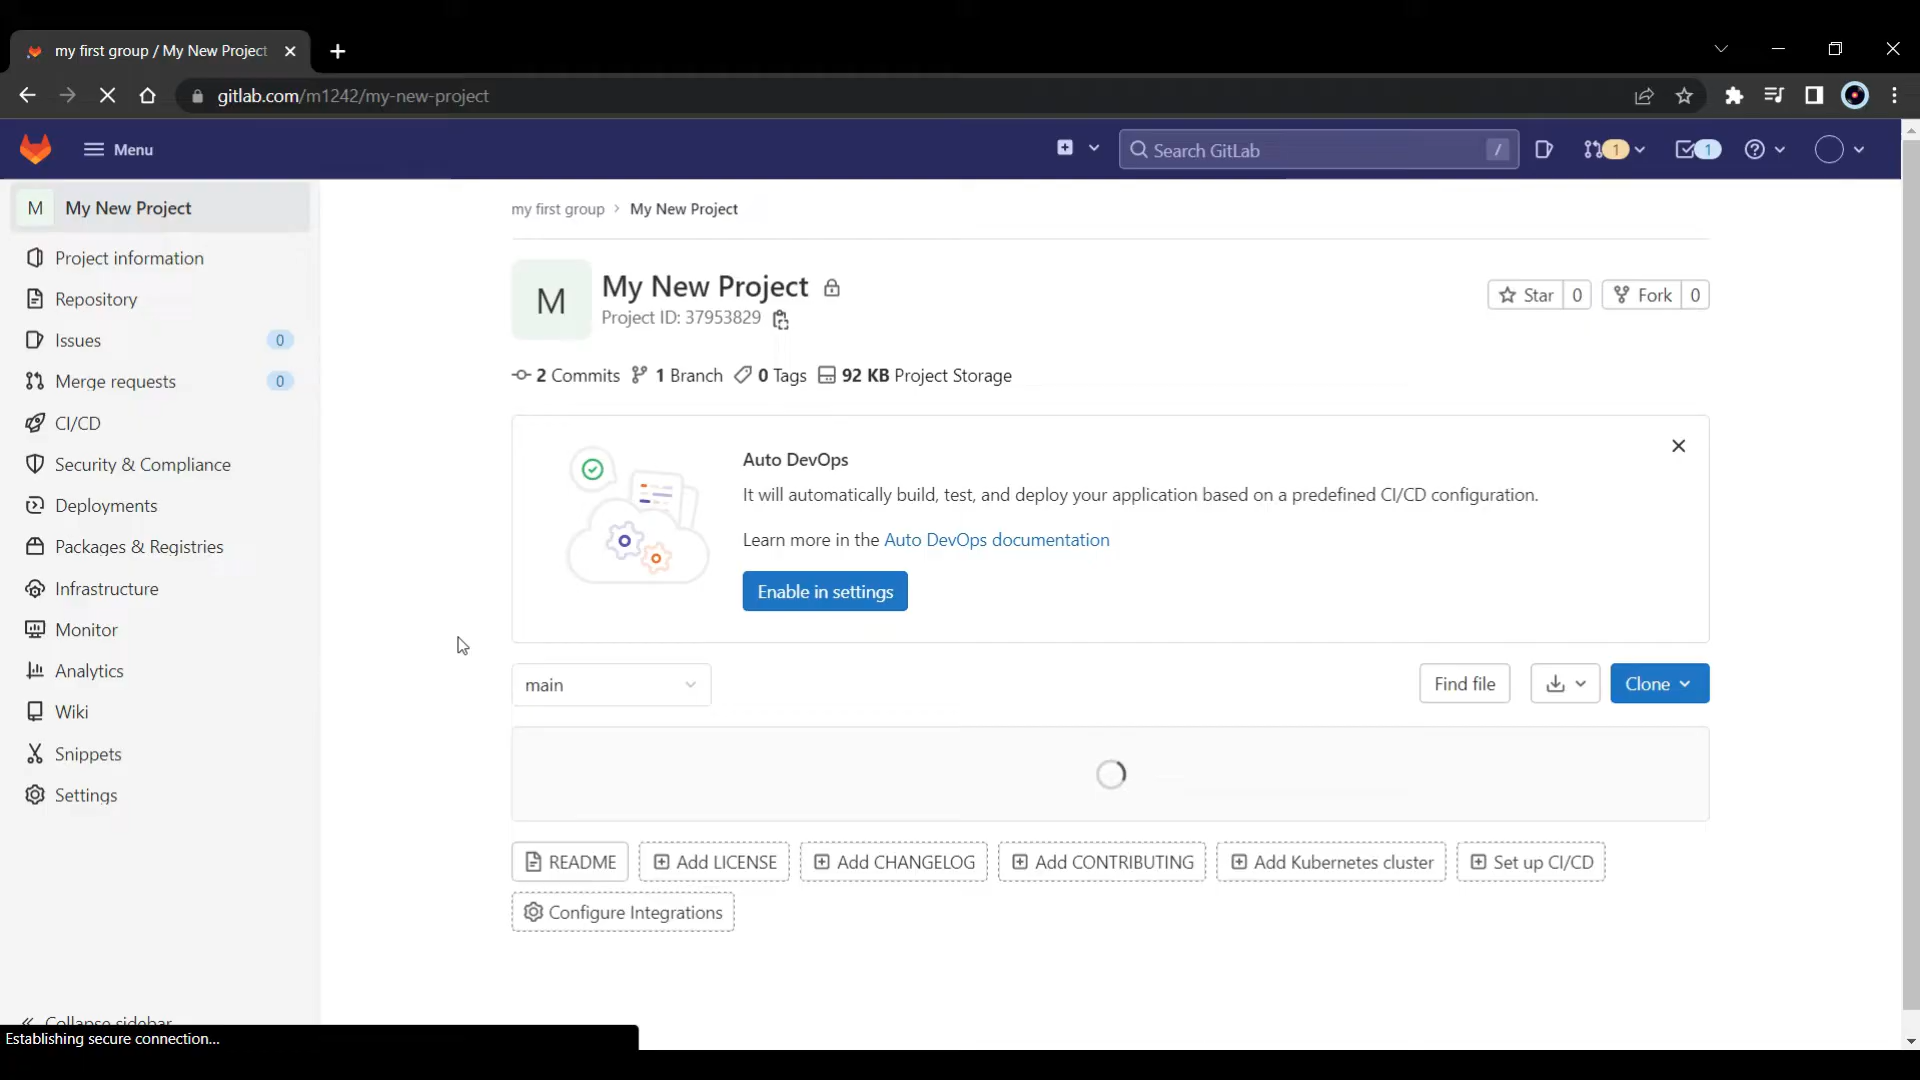 my first group / My New Project
gitlab.com/m1242/my-new-project
Menu
Search GitLab
/
1
1
M
My New Project
Project information
Repository
Issues
0
Merge requests
0
CI/CD
Security & Compliance
Deployments
Packages & Registries
Infrastructure
Monitor
Analytics
Wiki
Snippets
Settings
Collapse sidebar
my first group > My New Project
M
My New Project
Project ID: 37953829
Star 0
Fork 0
2 Commits 1 Branch 0 Tags 92 KB Project Storage
Auto DevOps
It will automatically build, test, and deploy your application based on a predefined CI/CD configuration.
Learn more in the Auto DevOps documentation
Enable in settings
main
Find file
Clone
README
Add LICENSE
Add CHANGELOG
Add CONTRIBUTING
Add Kubernetes cluster
Set up CI/CD
Configure Integrations
Establishing secure connection...